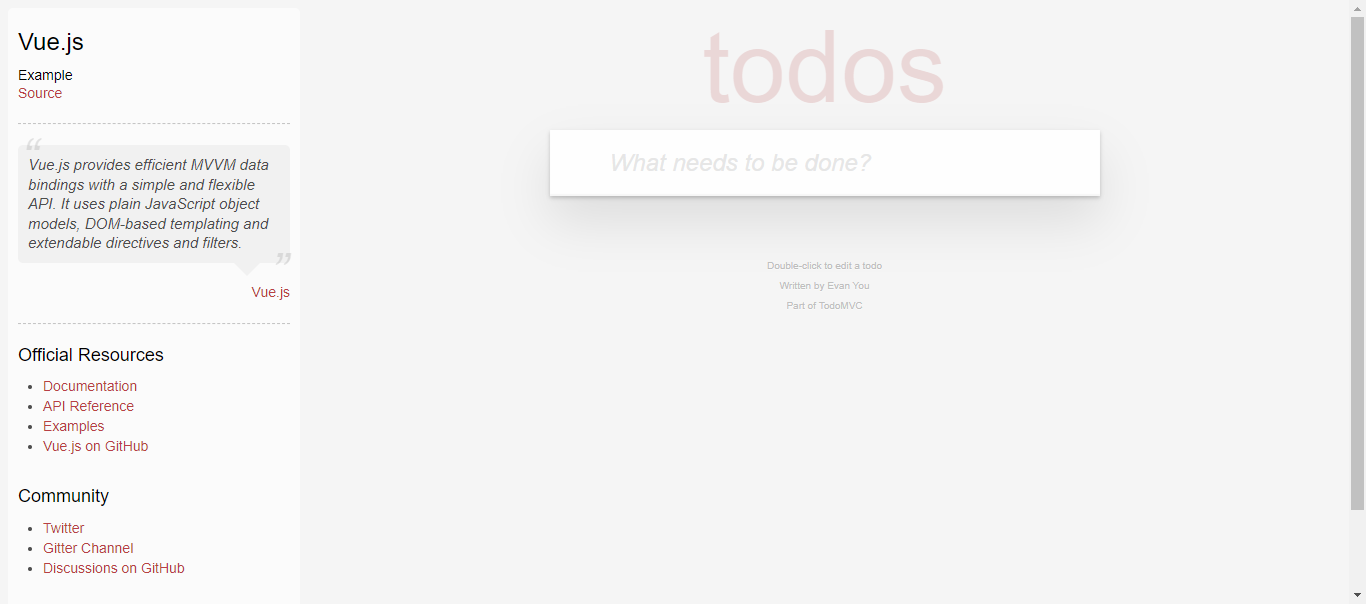 Vue.js
Example
Source
“
Vue.js provides efficient MVVM data
bindings with a simple and flexible
API. It uses plain JavaScript object
models, DOM-based templating and
extendable directives and filters.
”
Vue.js
Official Resources
• Documentation
• API Reference
• Examples
• Vue.js on GitHub
Community
• Twitter
• Gitter Channel
• Discussions on GitHub
todos
What needs to be done?
Double-click to edit a todo
Written by Evan You
Part of TodoMVC